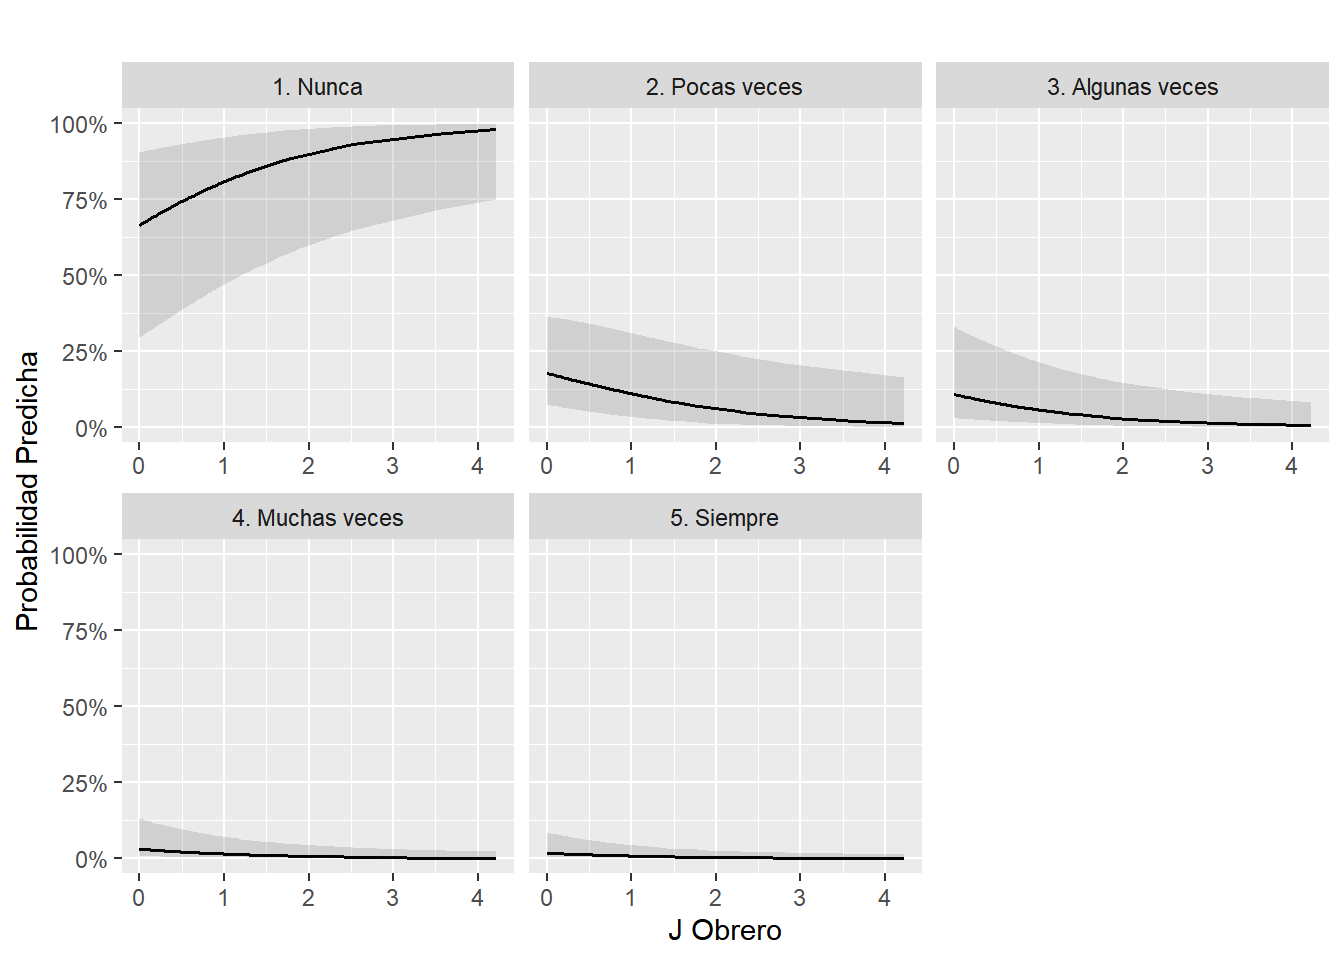 1. Nunca
2. Pocas veces
3. Algunas veces
100%
75%
50%
25%
0%
0 1 2 3 4
0 1 2 3 4
0 1 2 3 4
4. Muchas veces
5. Siempre
100%
75%
50%
25%
0%
0 1 2 3 4
0 1 2 3 4
J Obrero
Probabilidad Predicha